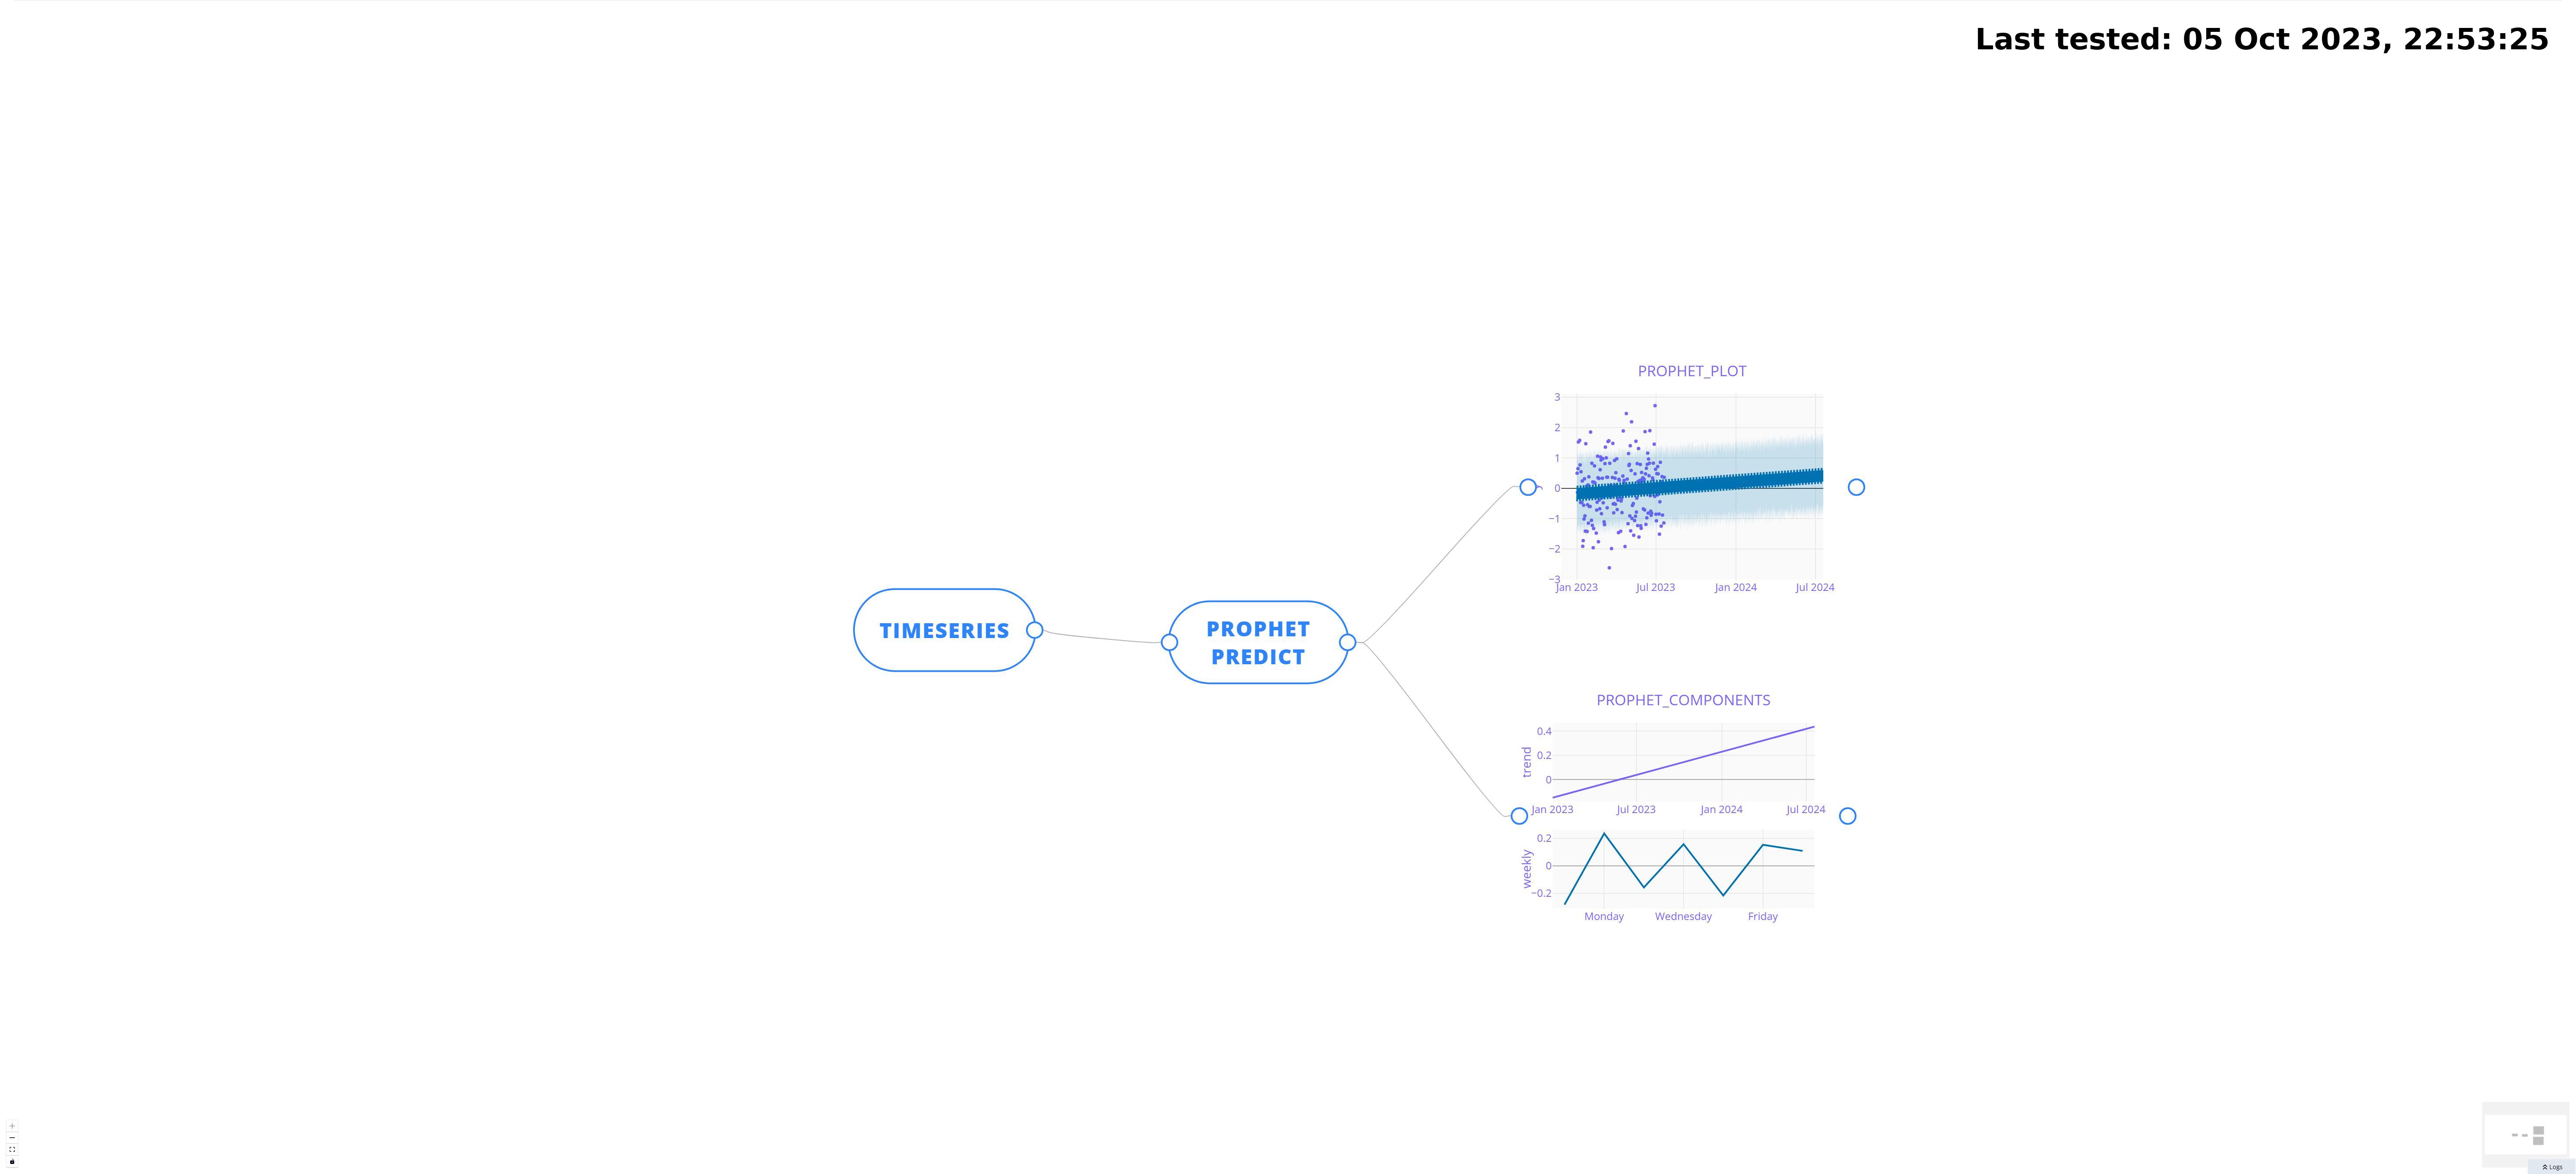 Last tested: 05 Oct 2023, 22:53:25
PROPHET_PLOT
3
2
1
0
−1
−2
−3
Jan 2023 Jul 2023 Jan 2024 Jul 2024
TIMESERIES
PROPHET
PREDICT
PROPHET_COMPONENTS
trend
0.4
0.2
0
Jan 2023 Jul 2023 Jan 2024 Jul 2024
weekly
0.2
0
−0.2
Monday Wednesday Friday
Logs